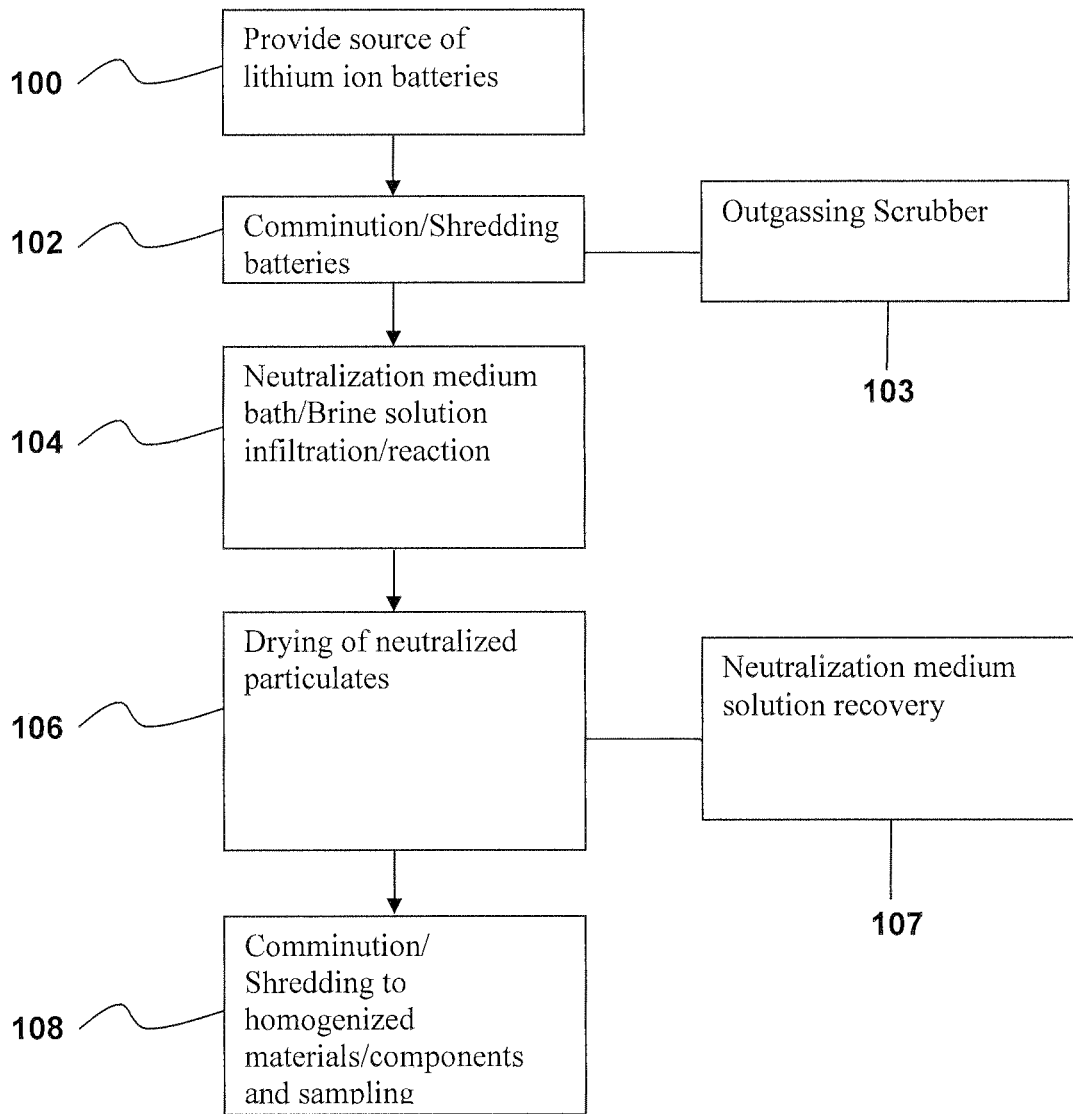 Provide source of
lithium ion batteries
100
Comminution/Shredding
batteries
102
Outgassing Scrubber
103
Neutralization medium
bath/Brine solution
infiltration/reaction
104
Drying of neutralized
particulates
106
Neutralization medium
solution recovery
107
Comminution/
Shredding to
homogenized
materials/components
and sampling
108